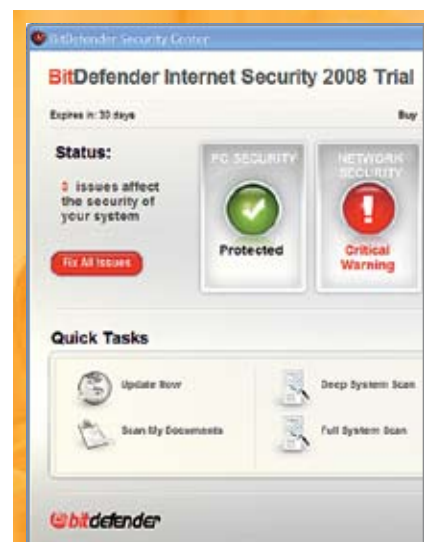 BitDefender Security Center
BitDefender Internet Security 2008 Trial
Expires in: 30 days
Buy
Status:
3 issues affect
the security of
your system
Fix All Issues
PC SECURITY
Protected
NETWORK
SECURITY
Critical
Warning
Quick Tasks
Update Now
Deep System Scan
Scan My Documents
Full System Scan
bitdefender